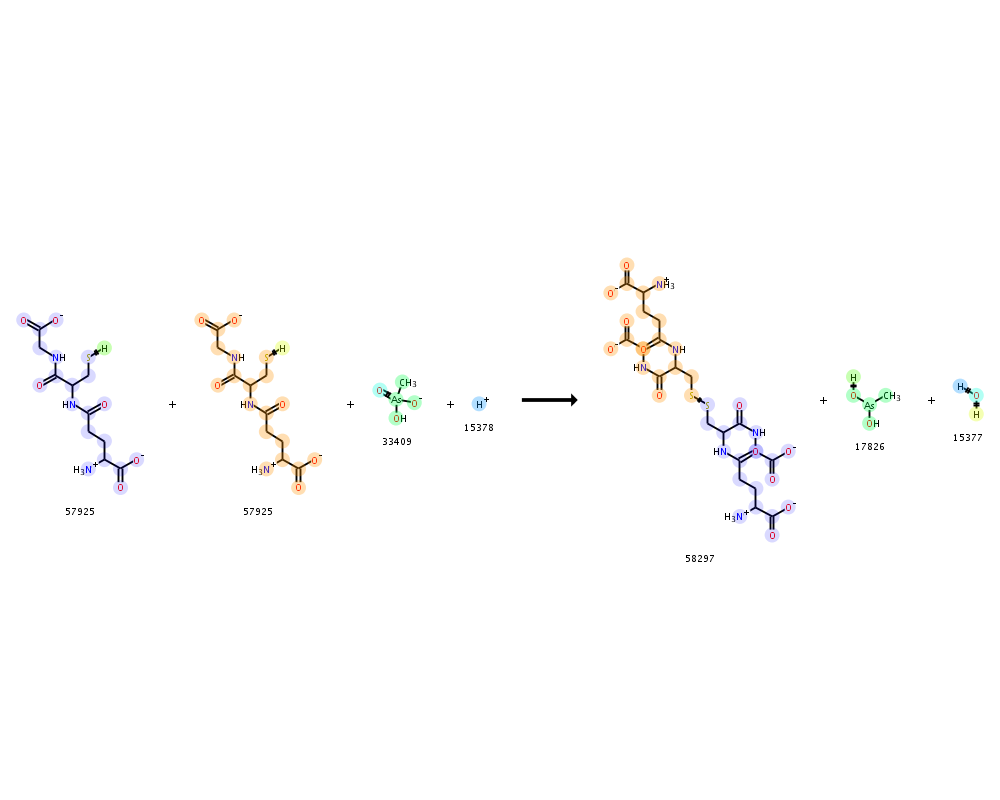 O O⁻ NH S H O HN O H₃N⁺ O⁻ O
57925
+
O O⁻ NH S H O HN O H₃N⁺ O⁻ O
57925
+
O CH₃ As O⁻ OH
33409
+
H⁺
15378
O O⁻ NH₃⁺ O O⁻ O NH HN O S S O NH HN O O⁻ O H₃N⁺ O⁻ O
58297
+
H O As CH₃ OH
17826
+
H O H
15377